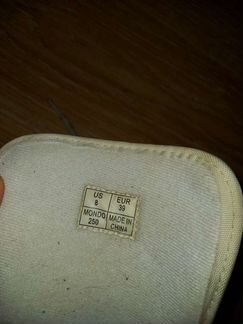 US EUR
8 39
MONDO MADE IN
250 CHINA